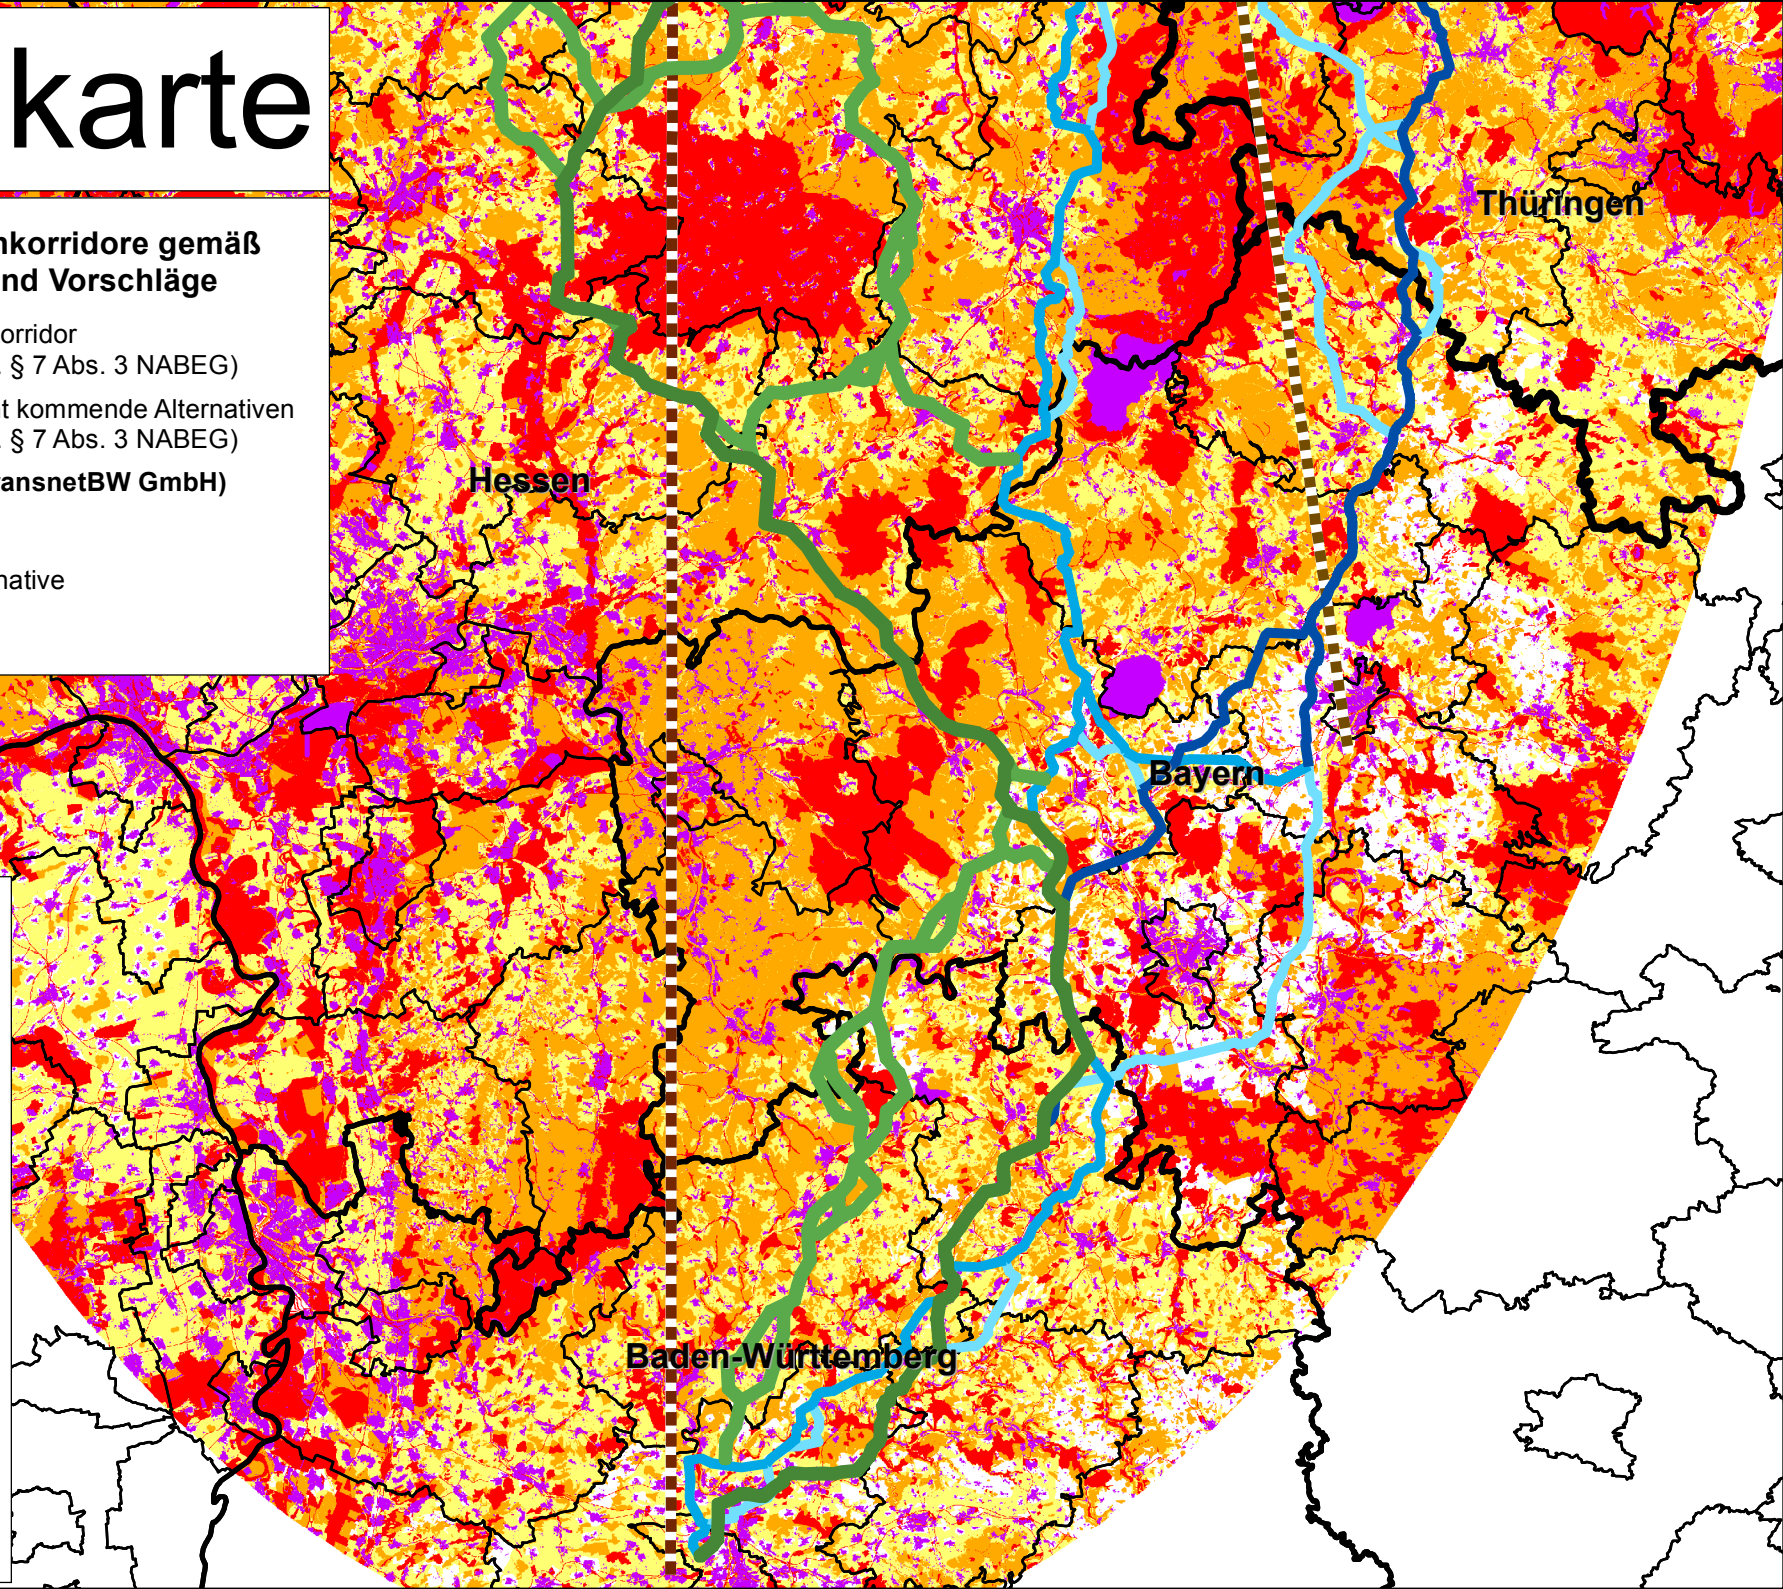 karte
nkorridore gemäß
nd Vorschläge
orridor
. § 7 Abs. 3 NABEG)
t kommende Alternativen
. § 7 Abs. 3 NABEG)
ansnetBW GmbH)
native
Thüringen
Hessen
Bayern
Baden-Württemberg